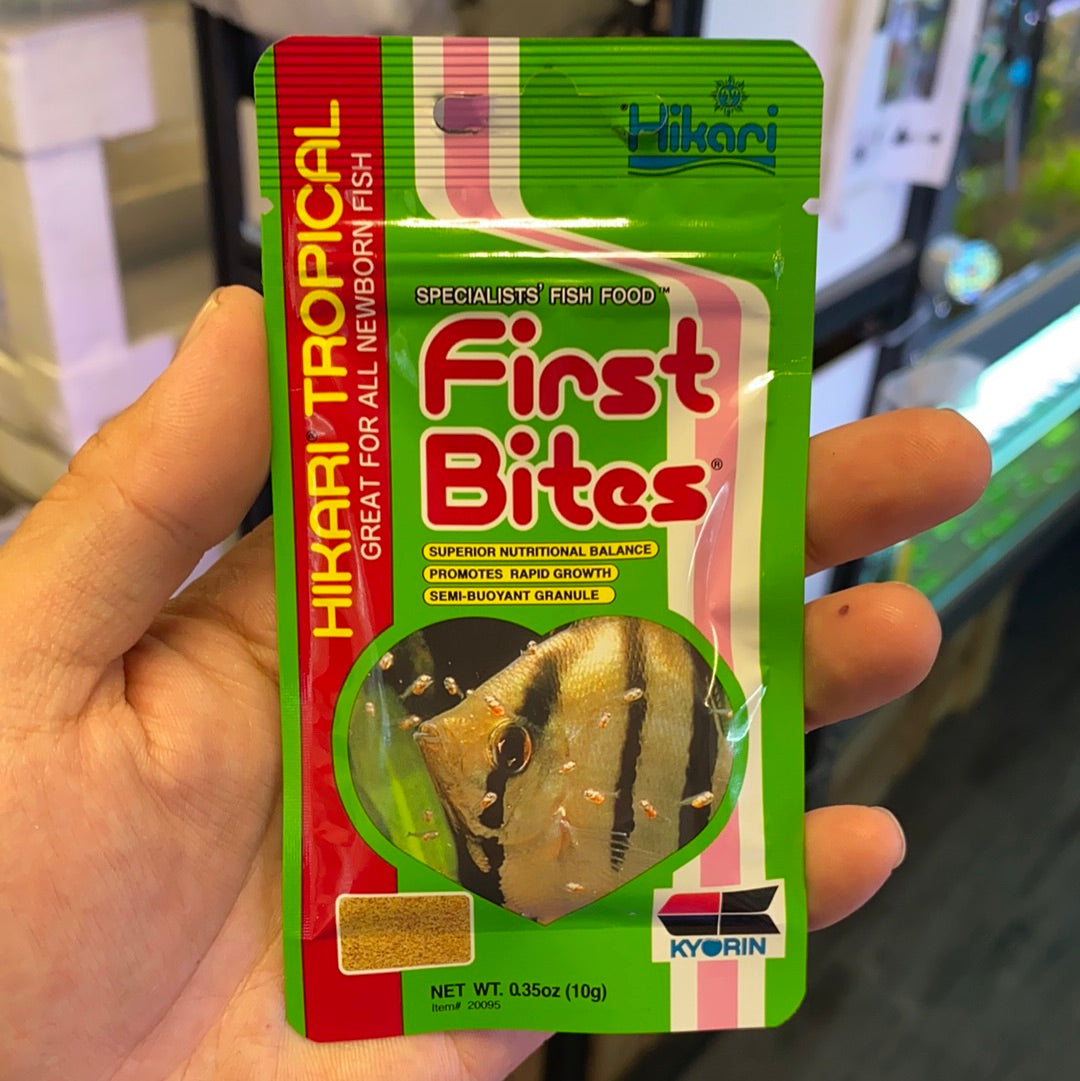 Hikari
HIKARI® TROPICAL
GREAT FOR ALL NEWBORN FISH
SPECIALISTS' FISH FOOD™
First
Bites®
SUPERIOR NUTRITIONAL BALANCE
PROMOTES RAPID GROWTH
SEMI-BUOYANT GRANULE
KYORIN
NET WT. 0.35oz (10g)
Item# 20095